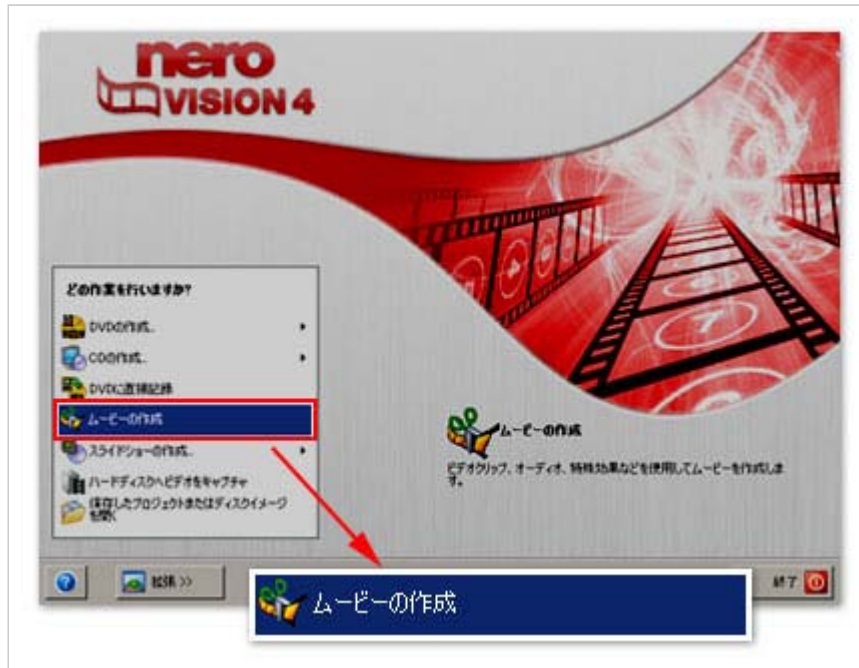 nero
VISION 4
どの作業を行いますか?
DVDの作成..
CDの作成..
DVDに直接記録
ムービーの作成
スライドショーの作成..
ハードディスクへビデオをキャプチャ
保存したプロジェクトまたはディスクイメージ
を開く
ムービーの作成
ビデオクリップ、オーディオ、特殊効果などを使用してムービーを作成しま
す。
拡張 >>
終了
ムービーの作成